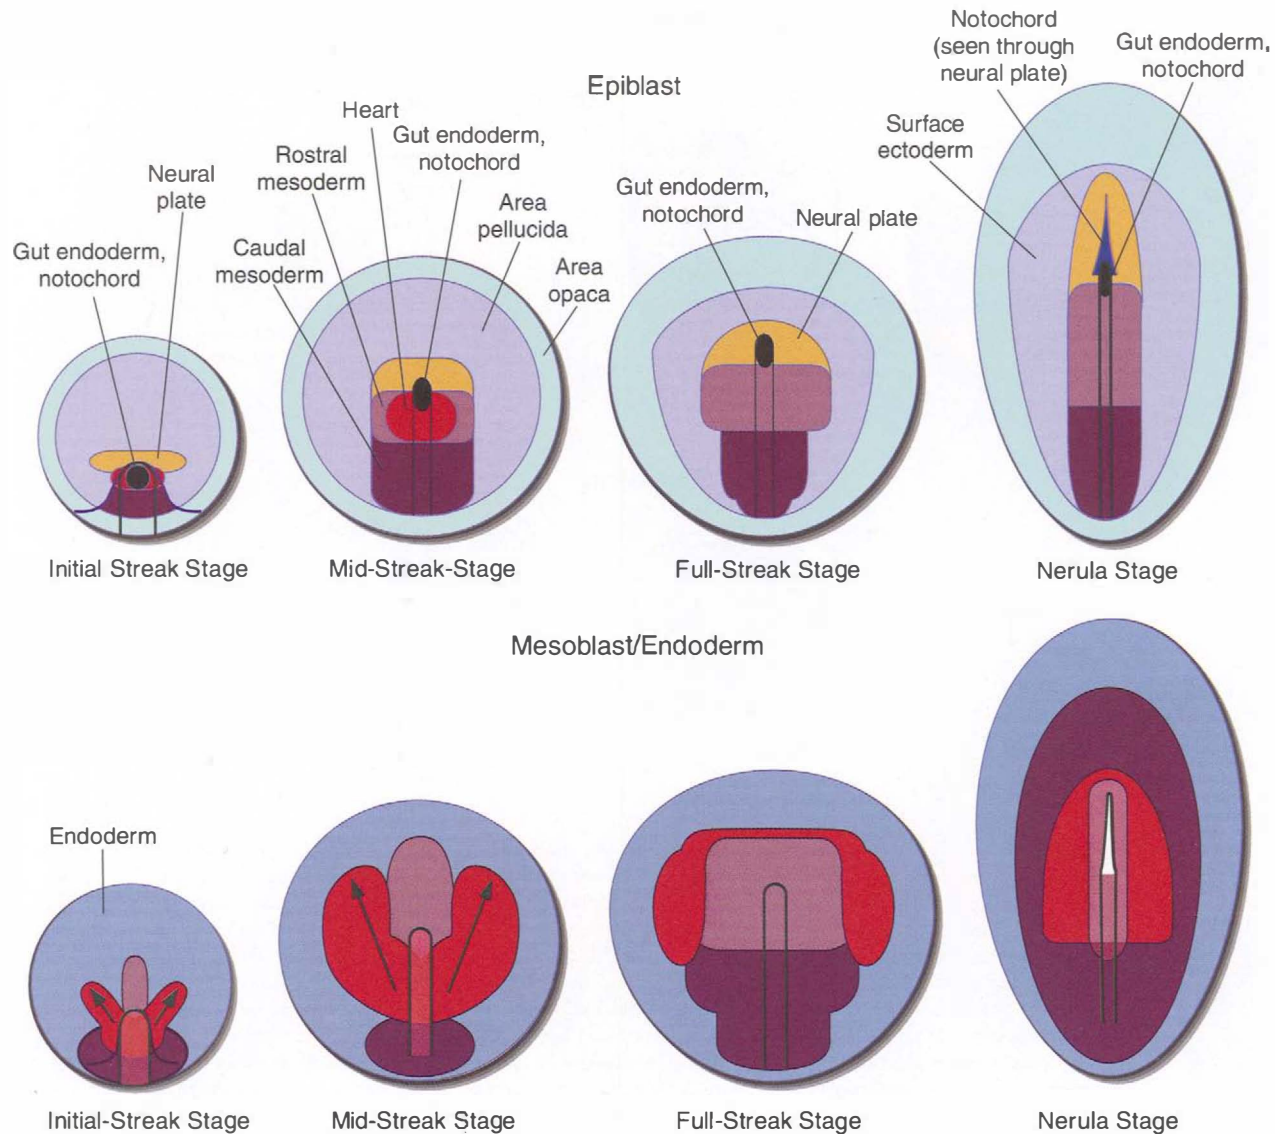 Epiblast
Notochord
(seen through
neural plate)
Gut endoderm,
notochord
Heart
Gut endoderm,
notochord
Rostral
mesoderm
Neural
plate
Surface
ectoderm
Area
pellucida
Gut endoderm,
notochord
Neural plate
Gut endoderm,
notochord
Caudal
mesoderm
Area
opaca
Initial Streak Stage
Mid-Streak-Stage
Full-Streak Stage
Nerula Stage
Mesoblast/Endoderm
Endoderm
Initial-Streak Stage
Mid-Streak Stage
Full-Streak Stage
Nerula Stage